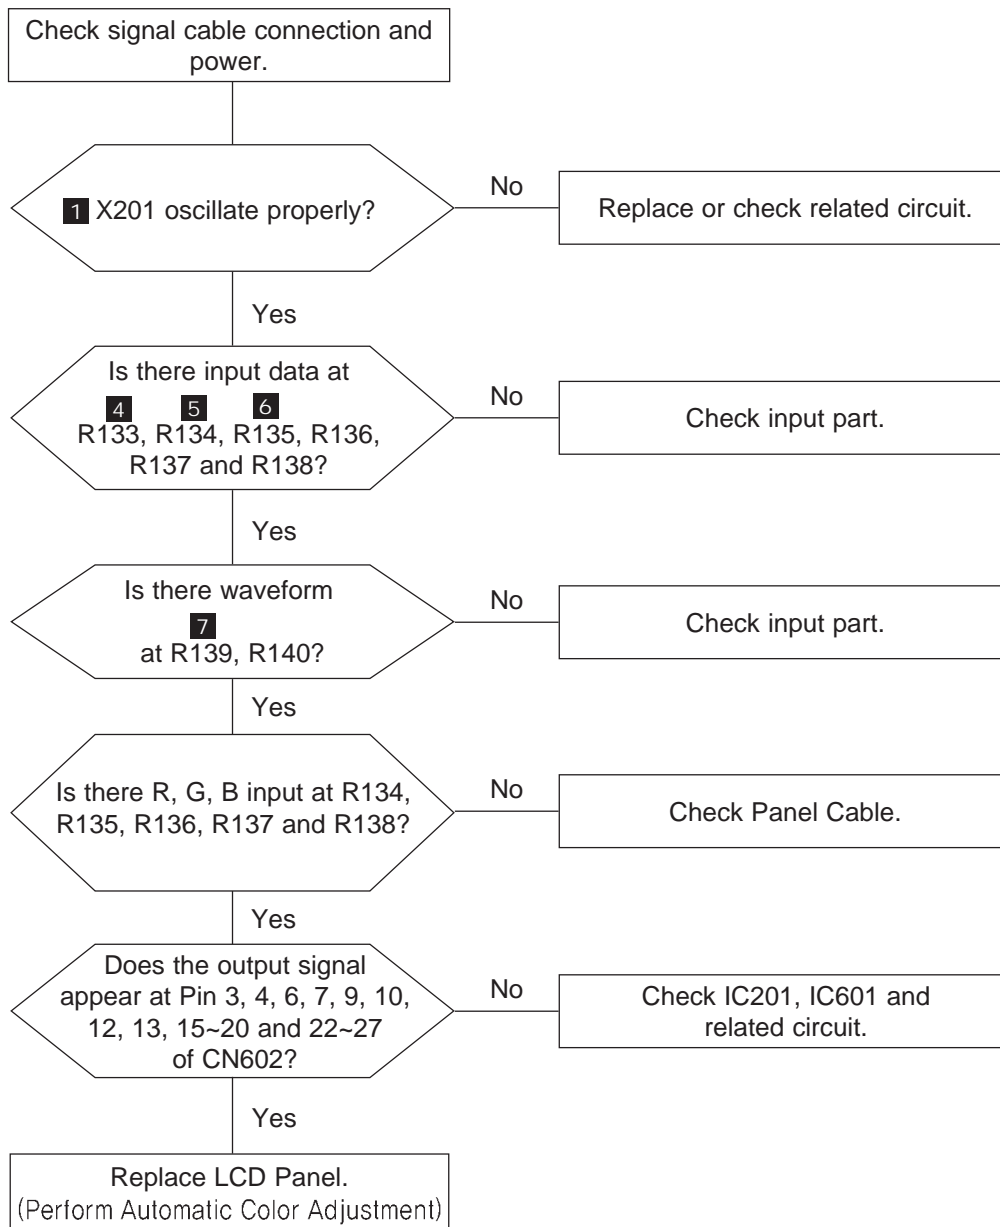 Check signal cable connection and
power.
1 X201 oscillate properly?
No
Replace or check related circuit.
Yes
Is there input data at
4 5 6
R133, R134, R135, R136,
R137 and R138?
No
Check input part.
Yes
Is there waveform
7
at R139, R140?
No
Check input part.
Yes
Is there R, G, B input at R134,
R135, R136, R137 and R138?
No
Check Panel Cable.
Yes
Does the output signal
appear at Pin 3, 4, 6, 7, 9, 10,
12, 13, 15~20 and 22~27
of CN602?
No
Check IC201, IC601 and
related circuit.
Yes
Replace LCD Panel.
(Perform Automatic Color Adjustment)